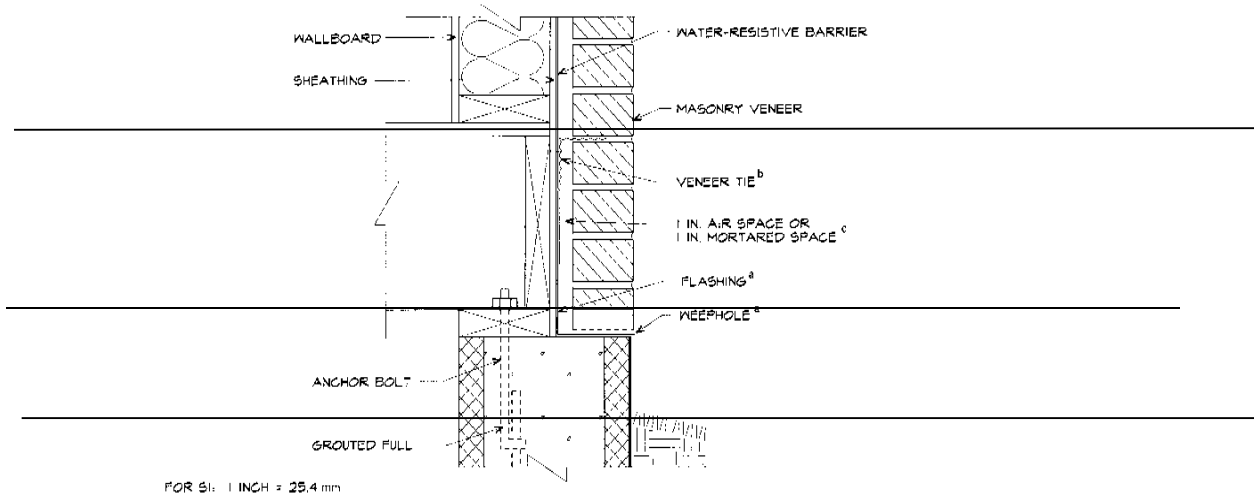 WALLBOARD
WATER-RESISTIVE BARRIER
SHEATHING
MASONRY VENEER
VENEER TIE b
1 IN. AIR SPACE OR
1 IN. MORTARED SPACE c
FLASHING a
WEEPHOLE a
ANCHOR BOLT
GROUTED FULL
FOR SI: 1 INCH = 25.4 mm